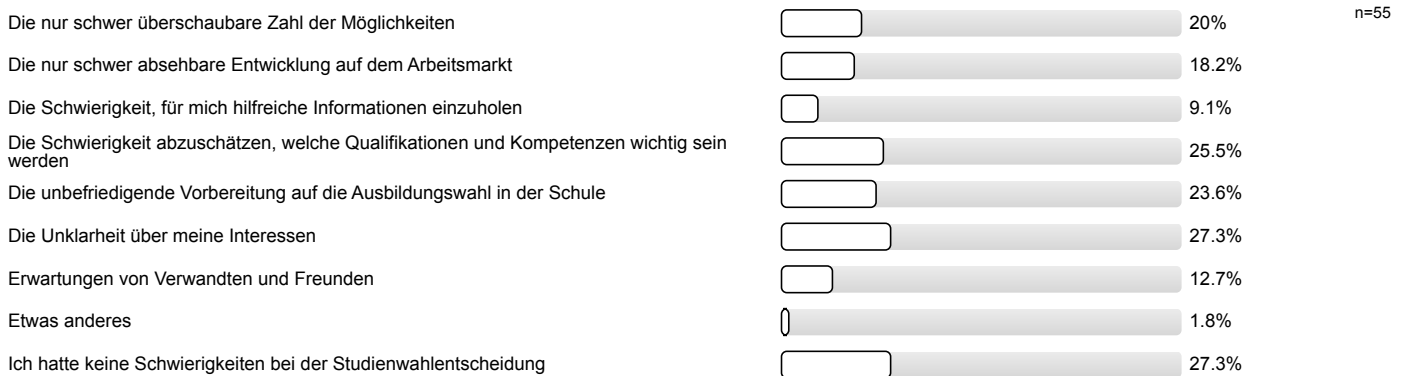 Die nur schwer überschaubare Zahl der Möglichkeiten 20% n=55
Die nur schwer absehbare Entwicklung auf dem Arbeitsmarkt 18.2%
Die Schwierigkeit, für mich hilfreiche Informationen einzuholen 9.1%
Die Schwierigkeit abzuschätzen, welche Qualifikationen und Kompetenzen wichtig sein
werden 25.5%
Die unbefriedigende Vorbereitung auf die Ausbildungswahl in der Schule 23.6%
Die Unklarheit über meine Interessen 27.3%
Erwartungen von Verwandten und Freunden 12.7%
Etwas anderes 1.8%
Ich hatte keine Schwierigkeiten bei der Studienwahlentscheidung 27.3%